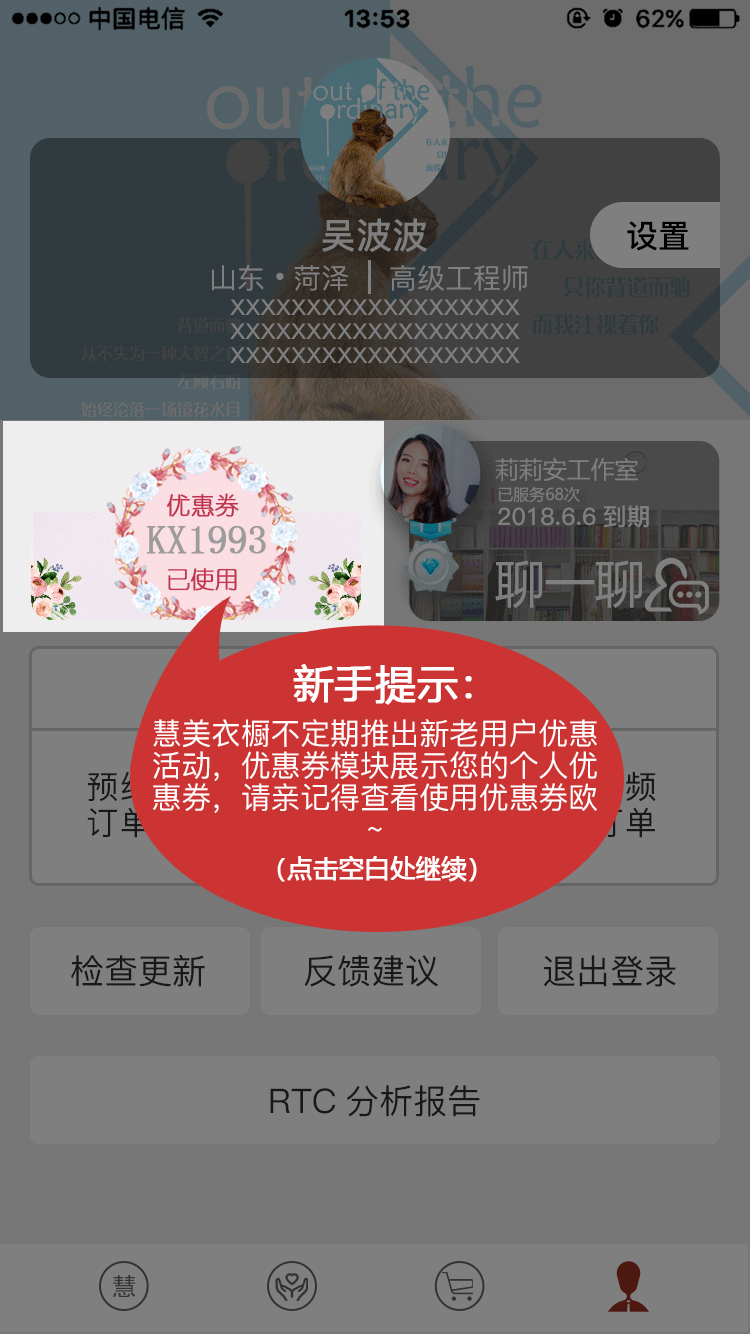 中国电信
13:53
62%
out of the
ordinary
out of the
ordinary
在人来
吴波波
设置
山东·菏泽 | 高级工程师
只你背道而驰
XXXXXXXXXXXXXXXXXXXX
背道而
而我注视着你
XXXXXXXXXXXXXXXXXXXX
从不失为一种大智之
XXXXXXXXXXXXXXXXXXXX
左顾右盼
始终沦落一场镜花水月
优惠券
KX1993
已使用
莉莉安工作室
已服务68次
2018.6.6 到期
聊一聊
新手提示：
慧美衣橱不定期推出新老用户优惠
活动，优惠券模块展示您的个人优
惠券，请亲记得查看使用优惠券欧
~
（点击空白处继续）
预
频
订单
单
检查更新
反馈建议
退出登录
RTC 分析报告
慧